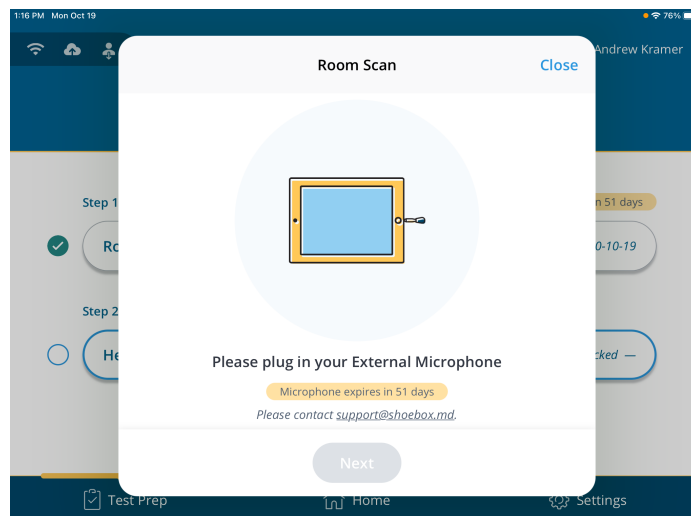 1:16 PM Mon Oct 19
76%
Andrew Kramer
Room Scan
Close
Step 1
n 51 days
Ro
0-10-19
Step 2
He
cked —
Please plug in your External Microphone
Microphone expires in 51 days
Please contact support@shoebox.md.
Next
Test Prep
Home
Settings